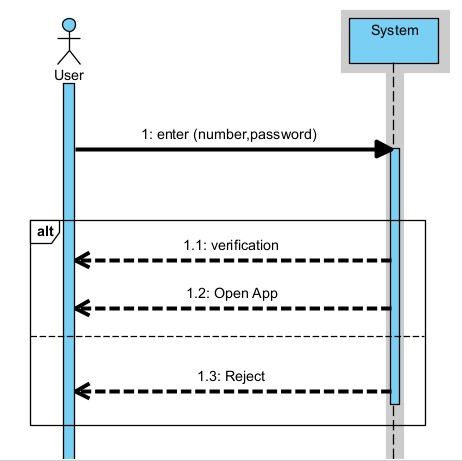 System
User
1: enter (number,password)
alt
1.1: verification
1.2: Open App
1.3: Reject